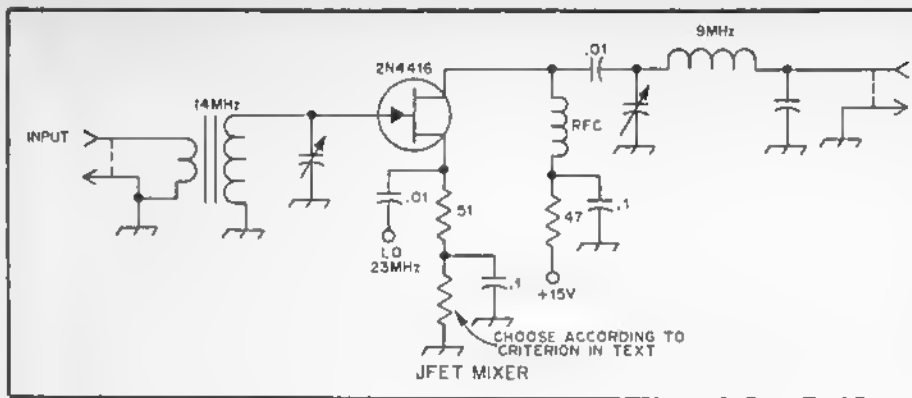 9MHz
.01
2N4416
14MHz
INPUT
RFC
.01
51
.1
47
LO
23MHz
.1
+15V
CHOOSE ACCORDING TO
CRITERION IN TEXT
JFET MIXER